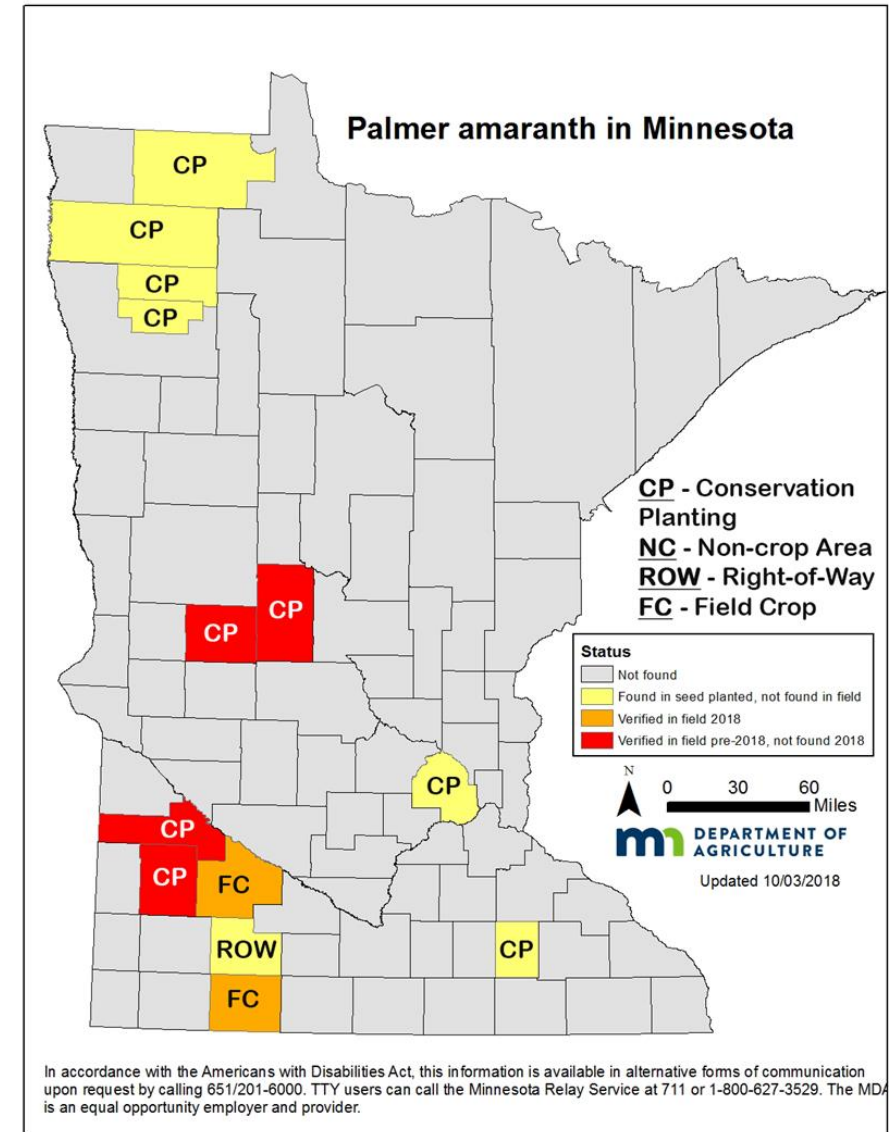 Palmer amaranth in Minnesota
CP
CP
CP
CP
CP - Conservation
Planting
NC - Non-crop Area
ROW - Right-of-Way
FC - Field Crop
CP
CP
Status
Not found
Found in seed planted, not found in field
Verified in field 2018
Verified in field pre-2018, not found 2018
CP
N
0 30 60
Miles
CP
mn DEPARTMENT OF
AGRICULTURE
CP
FC
Updated 10/03/2018
ROW
CP
FC
In accordance with the Americans with Disabilities Act, this information is available in alternative forms of communication
upon request by calling 651/201-6000. TTY users can call the Minnesota Relay Service at 711 or 1-800-627-3529. The MDA
is an equal opportunity employer and provider.